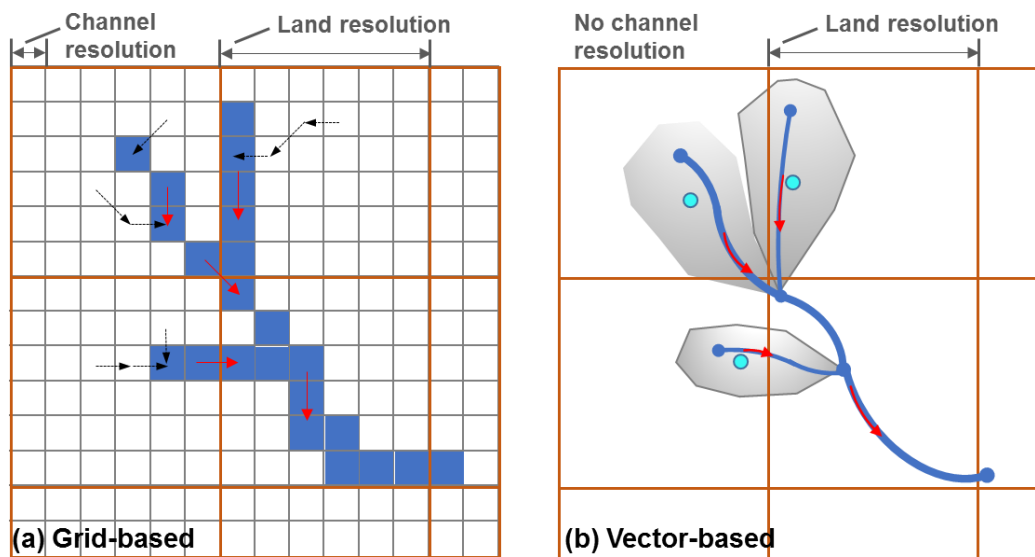 Channel
resolution
Land resolution
No channel
resolution
Land resolution
(a) Grid-based
(b) Vector-based